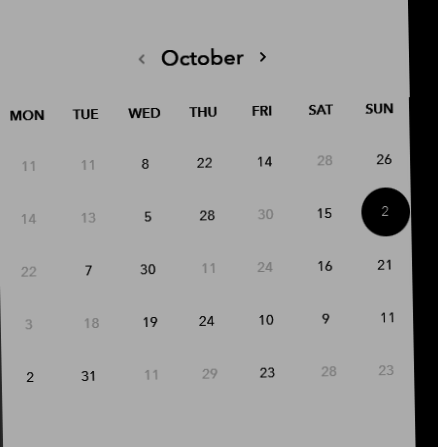 ‹ October ›
MON TUE WED THU FRI SAT SUN
11 11 8 22 14 28 26
14 13 5 28 30 15 2
22 7 30 11 24 16 21
3 18 19 24 10 9 11
2 31 11 29 23 28 23